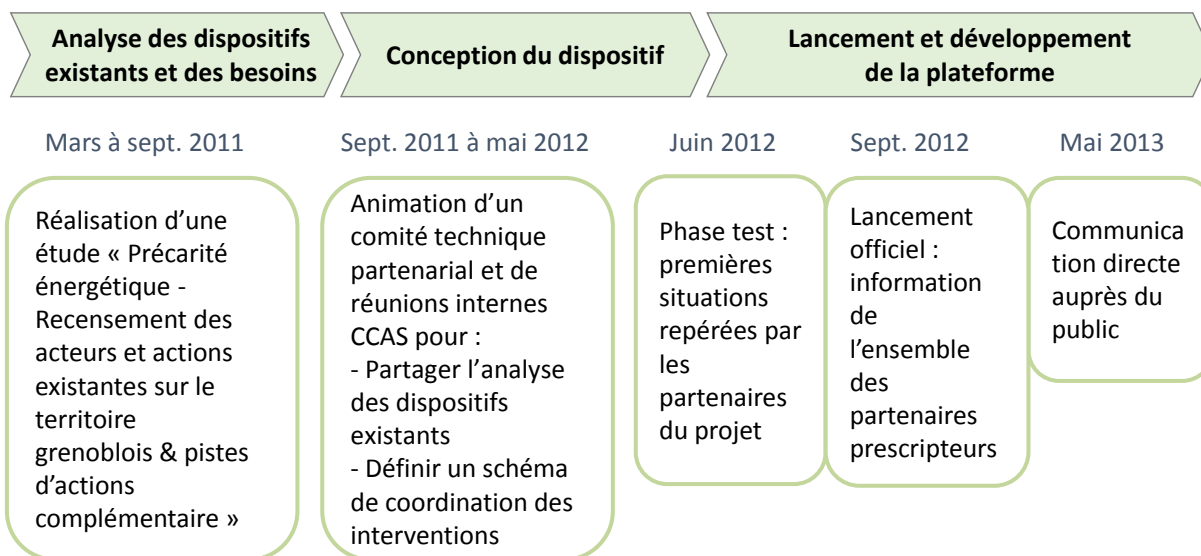 Analyse des dispositifs
existants et des besoins
Conception du dispositif
Lancement et développement
de la plateforme
Mars à sept. 2011
Sept. 2011 à mai 2012
Juin 2012
Sept. 2012
Mai 2013
Réalisation d’une
étude « Précarité
énergétique -
Recensement des
acteurs et actions
existantes sur le
territoire
grenoblois & pistes
d’actions
complémentaire »
Animation d’un
comité technique
partenarial et de
réunions internes
CCAS pour :
- Partager l’analyse
des dispositifs
existants
- Définir un schéma
de coordination des
interventions
Phase test :
premières
situations
repérées par
les
partenaires
du projet
Lancement
officiel :
information
de
l’ensemble
des
partenaires
prescripteurs
Communica
tion directe
auprès du
public